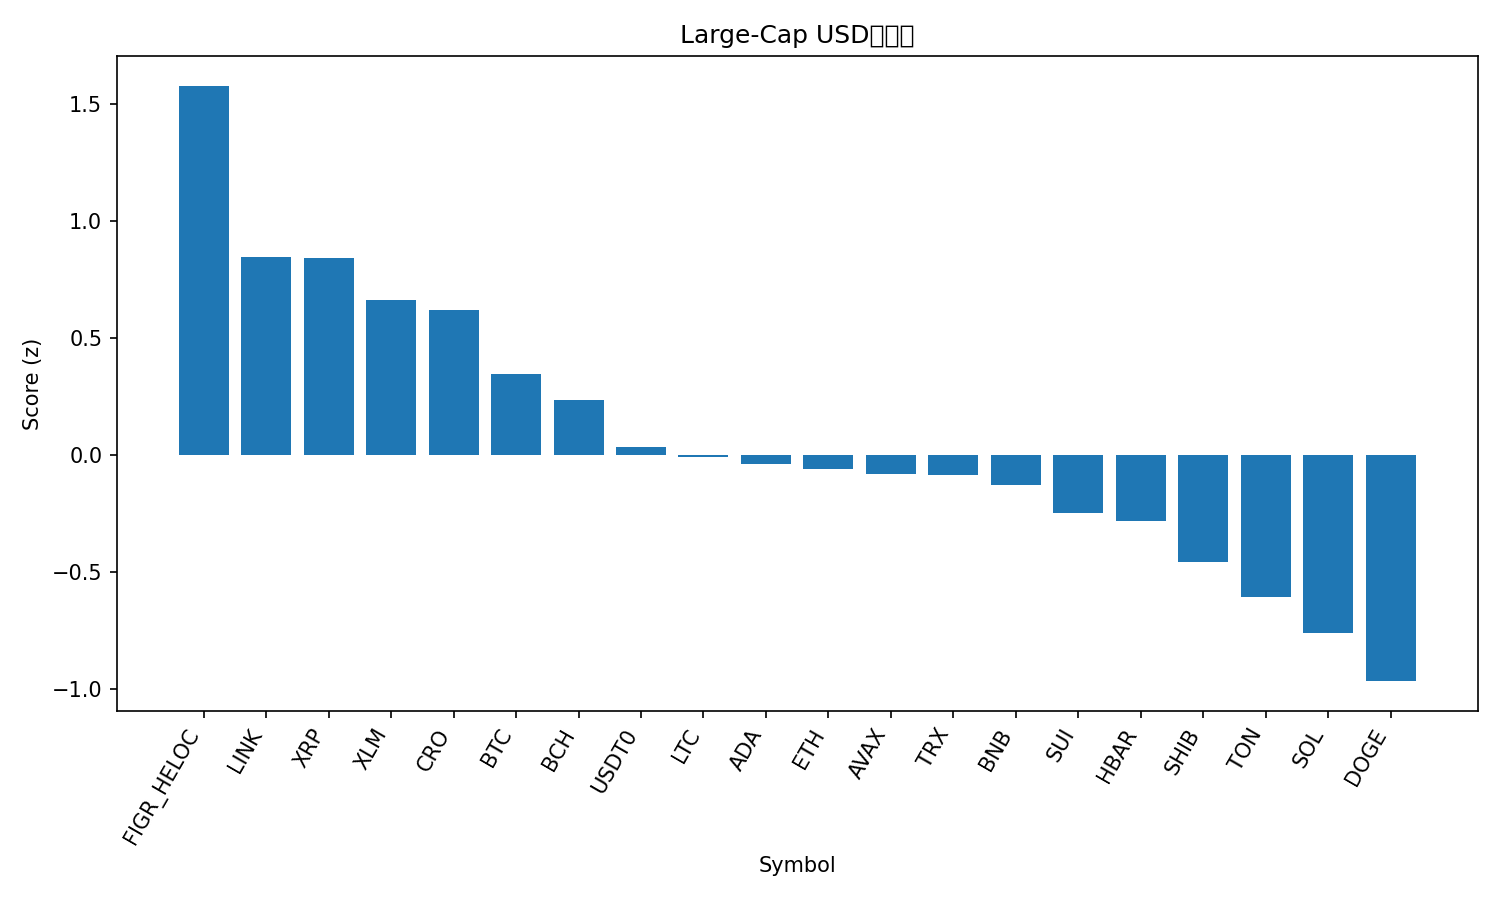 Large-Cap USD
1.5
1.0
0.5
0.0
−0.5
−1.0
Score (z)
FIGR_HELOC
LINK
XRP
XLM
CRO
BTC
BCH
USDT0
LTC
ADA
ETH
AVAX
TRX
BNB
SUI
HBAR
SHIB
TON
SOL
DOGE
Symbol